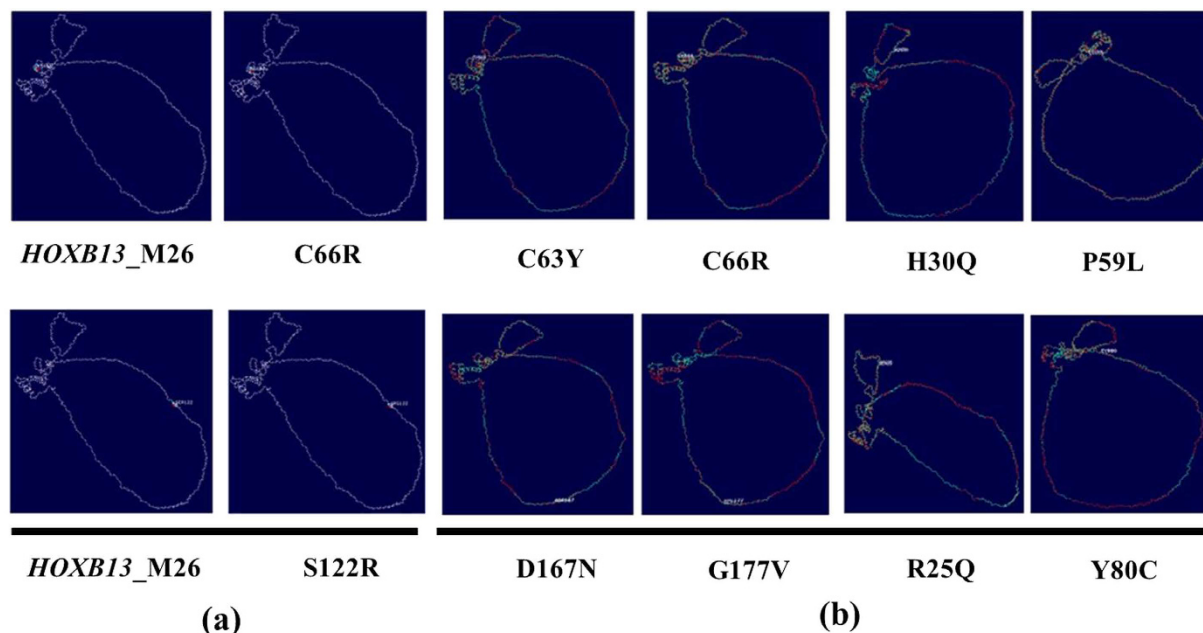 HOXB13_M26 C66R C63Y C66R H30Q P59L
HOXB13_M26 S122R D167N G177V R25Q Y80C
(a) (b)